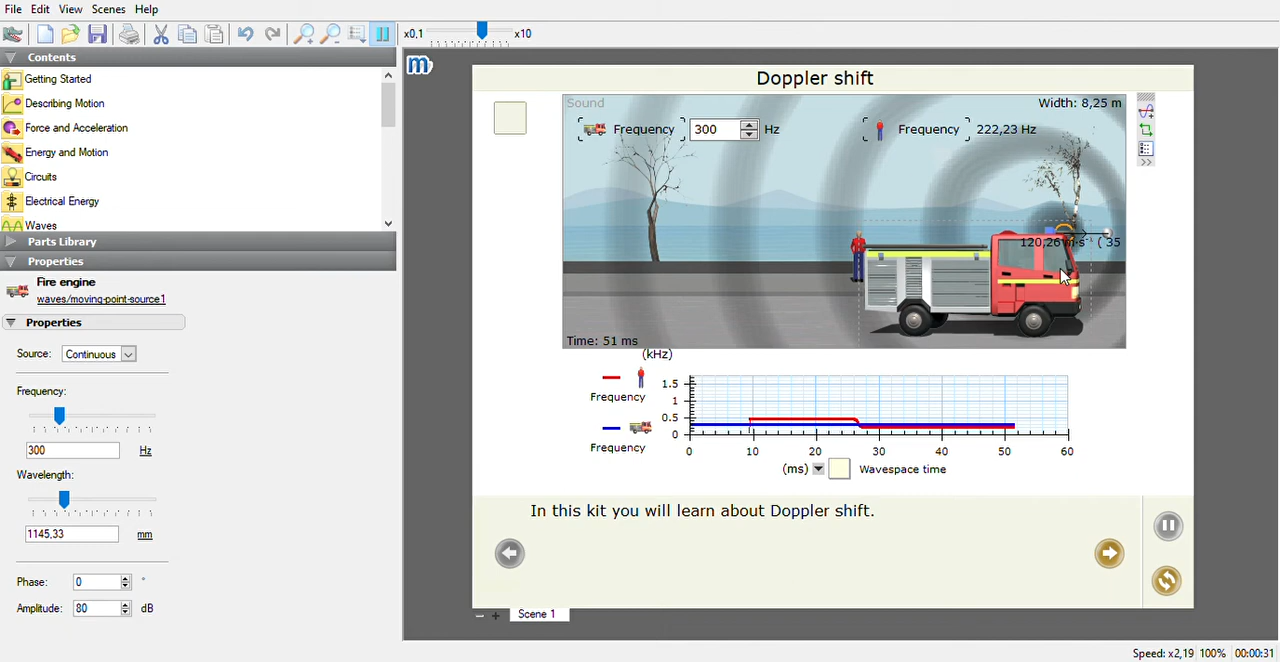 File Edit View Scenes Help
x0,1 x10
Contents
Getting Started
Describing Motion
Force and Acceleration
Energy and Motion
Circuits
Electrical Energy
Waves
Parts Library
Properties
Fire engine
waves/moving-point-source1
Properties
Source: Continuous
Frequency:
300 Hz
Wavelength:
1145,33 mm
Phase: 0 °
Amplitude: 80 dB
m
Doppler shift
Sound Width: 8,25 m
Frequency 300 Hz Frequency 222,23 Hz
120,26 m·s⁻¹ ( 35
Time: 51 ms
(kHz)
Frequency
Frequency
1.5
1
0.5
0
0 10 20 30 40 50 60
(ms) Wavespace time
In this kit you will learn about Doppler shift.
− + Scene 1
Speed: x2,19 100% 00:00:31